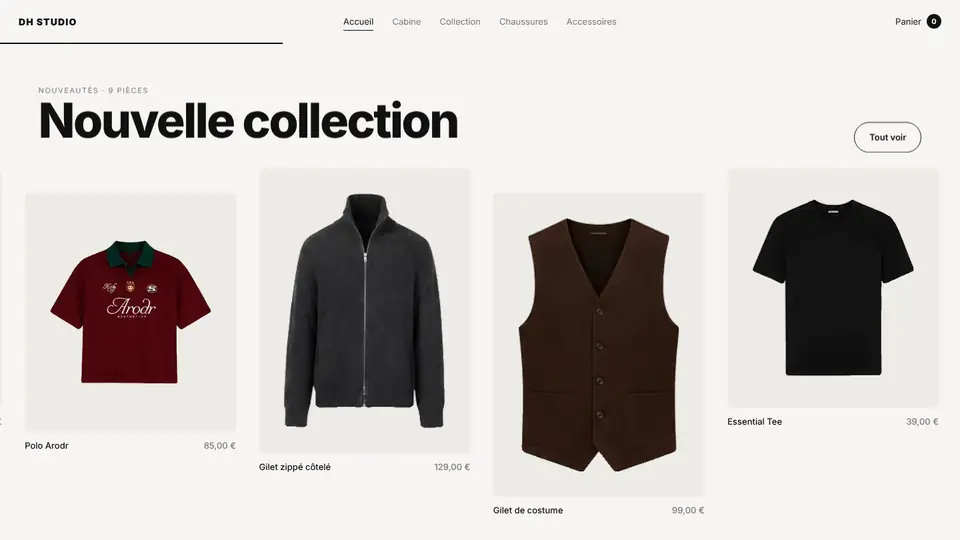 DH STUDIO
Accueil Cabine Collection Chaussures Accessoires
Panier 0
NOUVEAUTÉS · 9 PIÈCES
Nouvelle collection
Tout voir
Arodr
AESTHETICS
S
Polo Arodr 85,00 €
Gilet zippé côtelé 129,00 €
Gilet de costume 99,00 €
Essential Tee 39,00 €